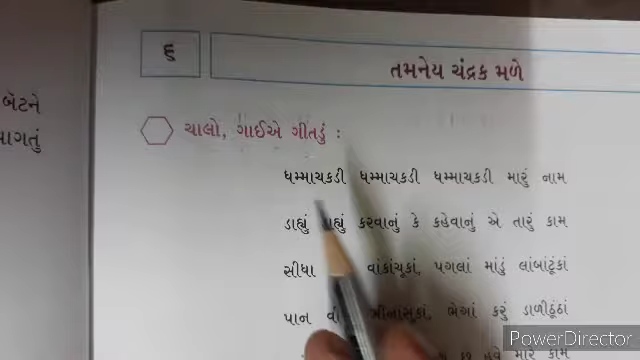 બૅટને
વાગતું
૬
તમનેય ચંદ્રક મળે
ચાલો, ગાઈએ ગીતડું :
ધમ્માચકડી ધમ્માચકડી ધમ્માચકડી મારું નામ
ડાહ્યું કરવાનું કે કહેવાનું એ તારું કામ
સીધા વાંકાંચૂકાં, પગલાં માંડું લાંબાંટૂંકાં
પાન ભેગાં કરું ડાળીઠૂંઠાં
PowerDirector